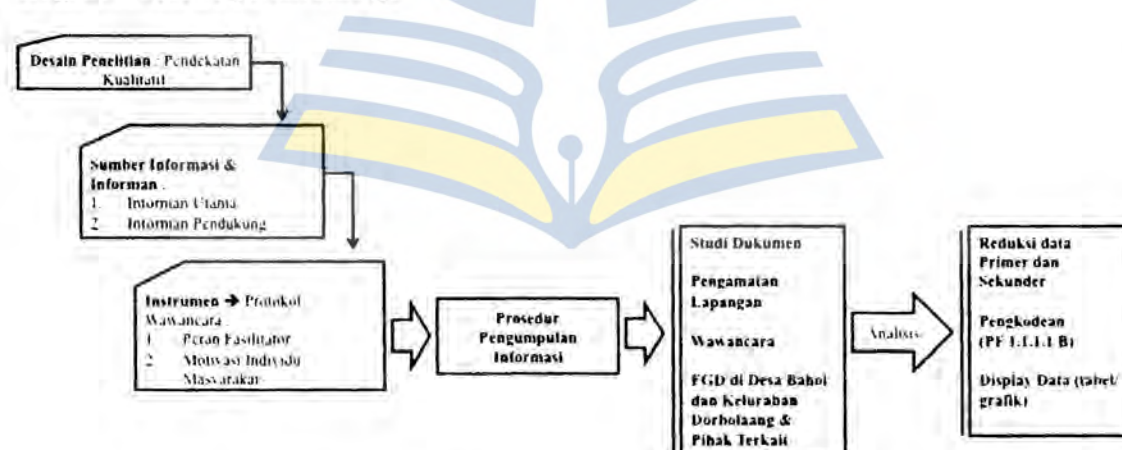 Desain Penelitian : Pendekatan
Kualitatif
Sumber Informasi &
Informan :
1. Informan Utama
2. Informan Pendukung
Instrumen → Protokol
Wawancara :
1. Peran Fasilitator
2. Motivasi Individu
Masyarakat
Prosedur
Pengumpulan
Informasi
Studi Dokumen
Pengamatan
Lapangan
Wawancara
FGD di Desa Bahoi
dan Kelurahan
Dorbolaang &
Pihak Terkait
Analisis
Reduksi data
Primer dan
Sekunder
Pengkodean
(PF 1.1.1.1 B)
Display Data (tabel/
grafik)